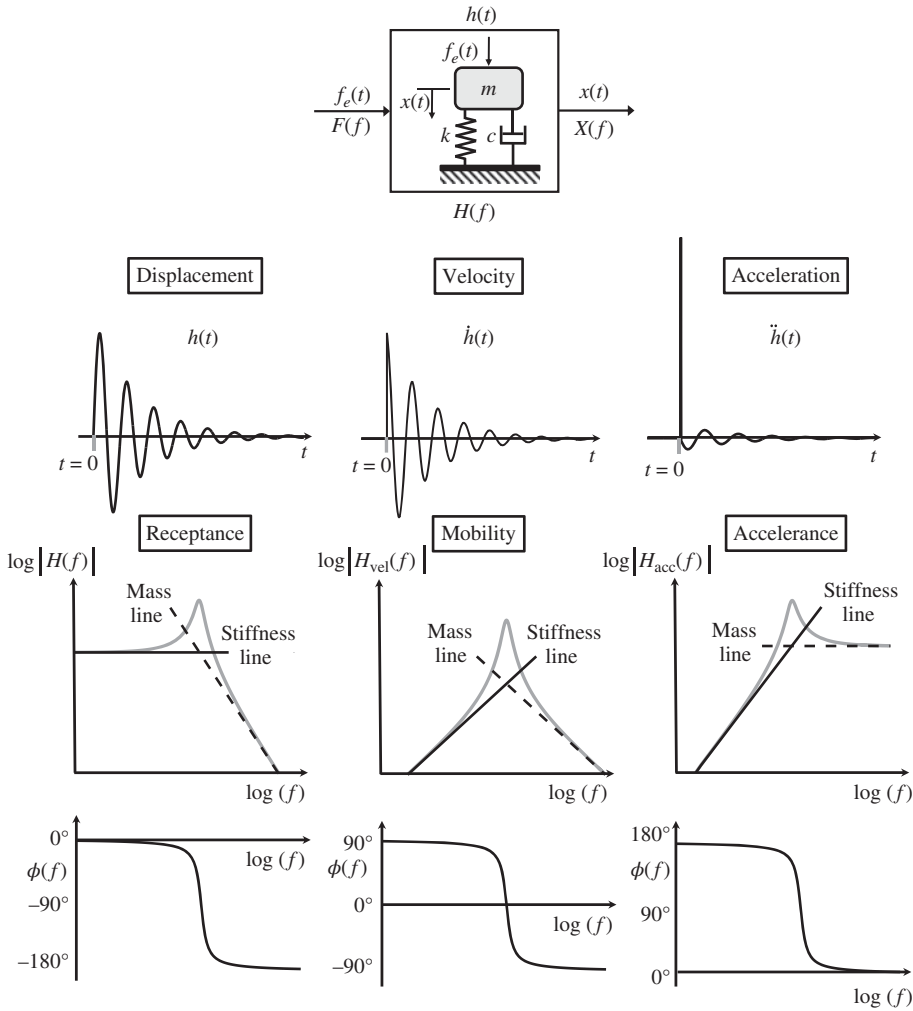 h(t)
f_e(t)
f_e(t)
F(f)
x(t)
m
k
c
x(t)
X(f)
H(f)
Displacement
Velocity
Acceleration
h(t)
ḣ(t)
ḧ(t)
t = 0
t
t = 0
t
t = 0
t
Receptance
Mobility
Accelerance
log |H(f)|
log |H_vel(f)|
log |H_acc(f)|
Mass
line
Stiffness
line
log (f)
Mass
line
Stiffness
line
log (f)
Mass
line
Stiffness
line
log (f)
0°
ϕ(f)
–90°
–180°
log (f)
90°
ϕ(f)
0°
–90°
log (f)
180°
ϕ(f)
90°
0°
log (f)